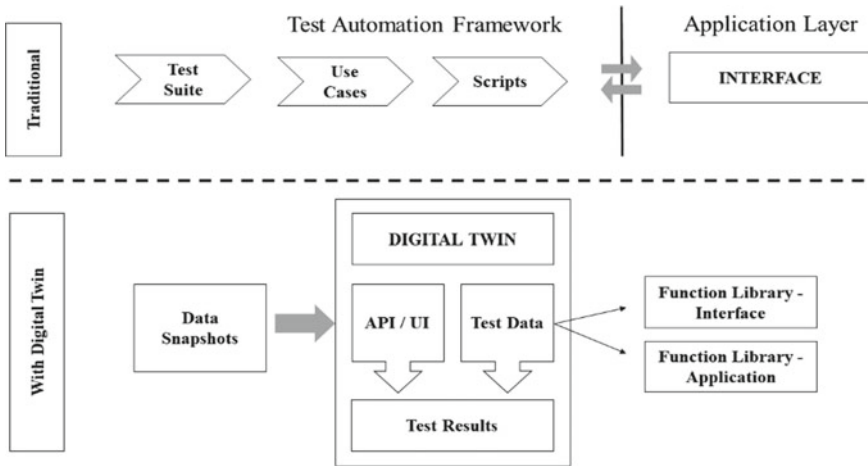 Test Automation Framework
Application Layer
Traditional
Test
Suite
Use
Cases
Scripts
INTERFACE
With Digital Twin
Data
Snapshots
DIGITAL TWIN
API / UI
Test Data
Test Results
Function Library -
Interface
Function Library -
Application